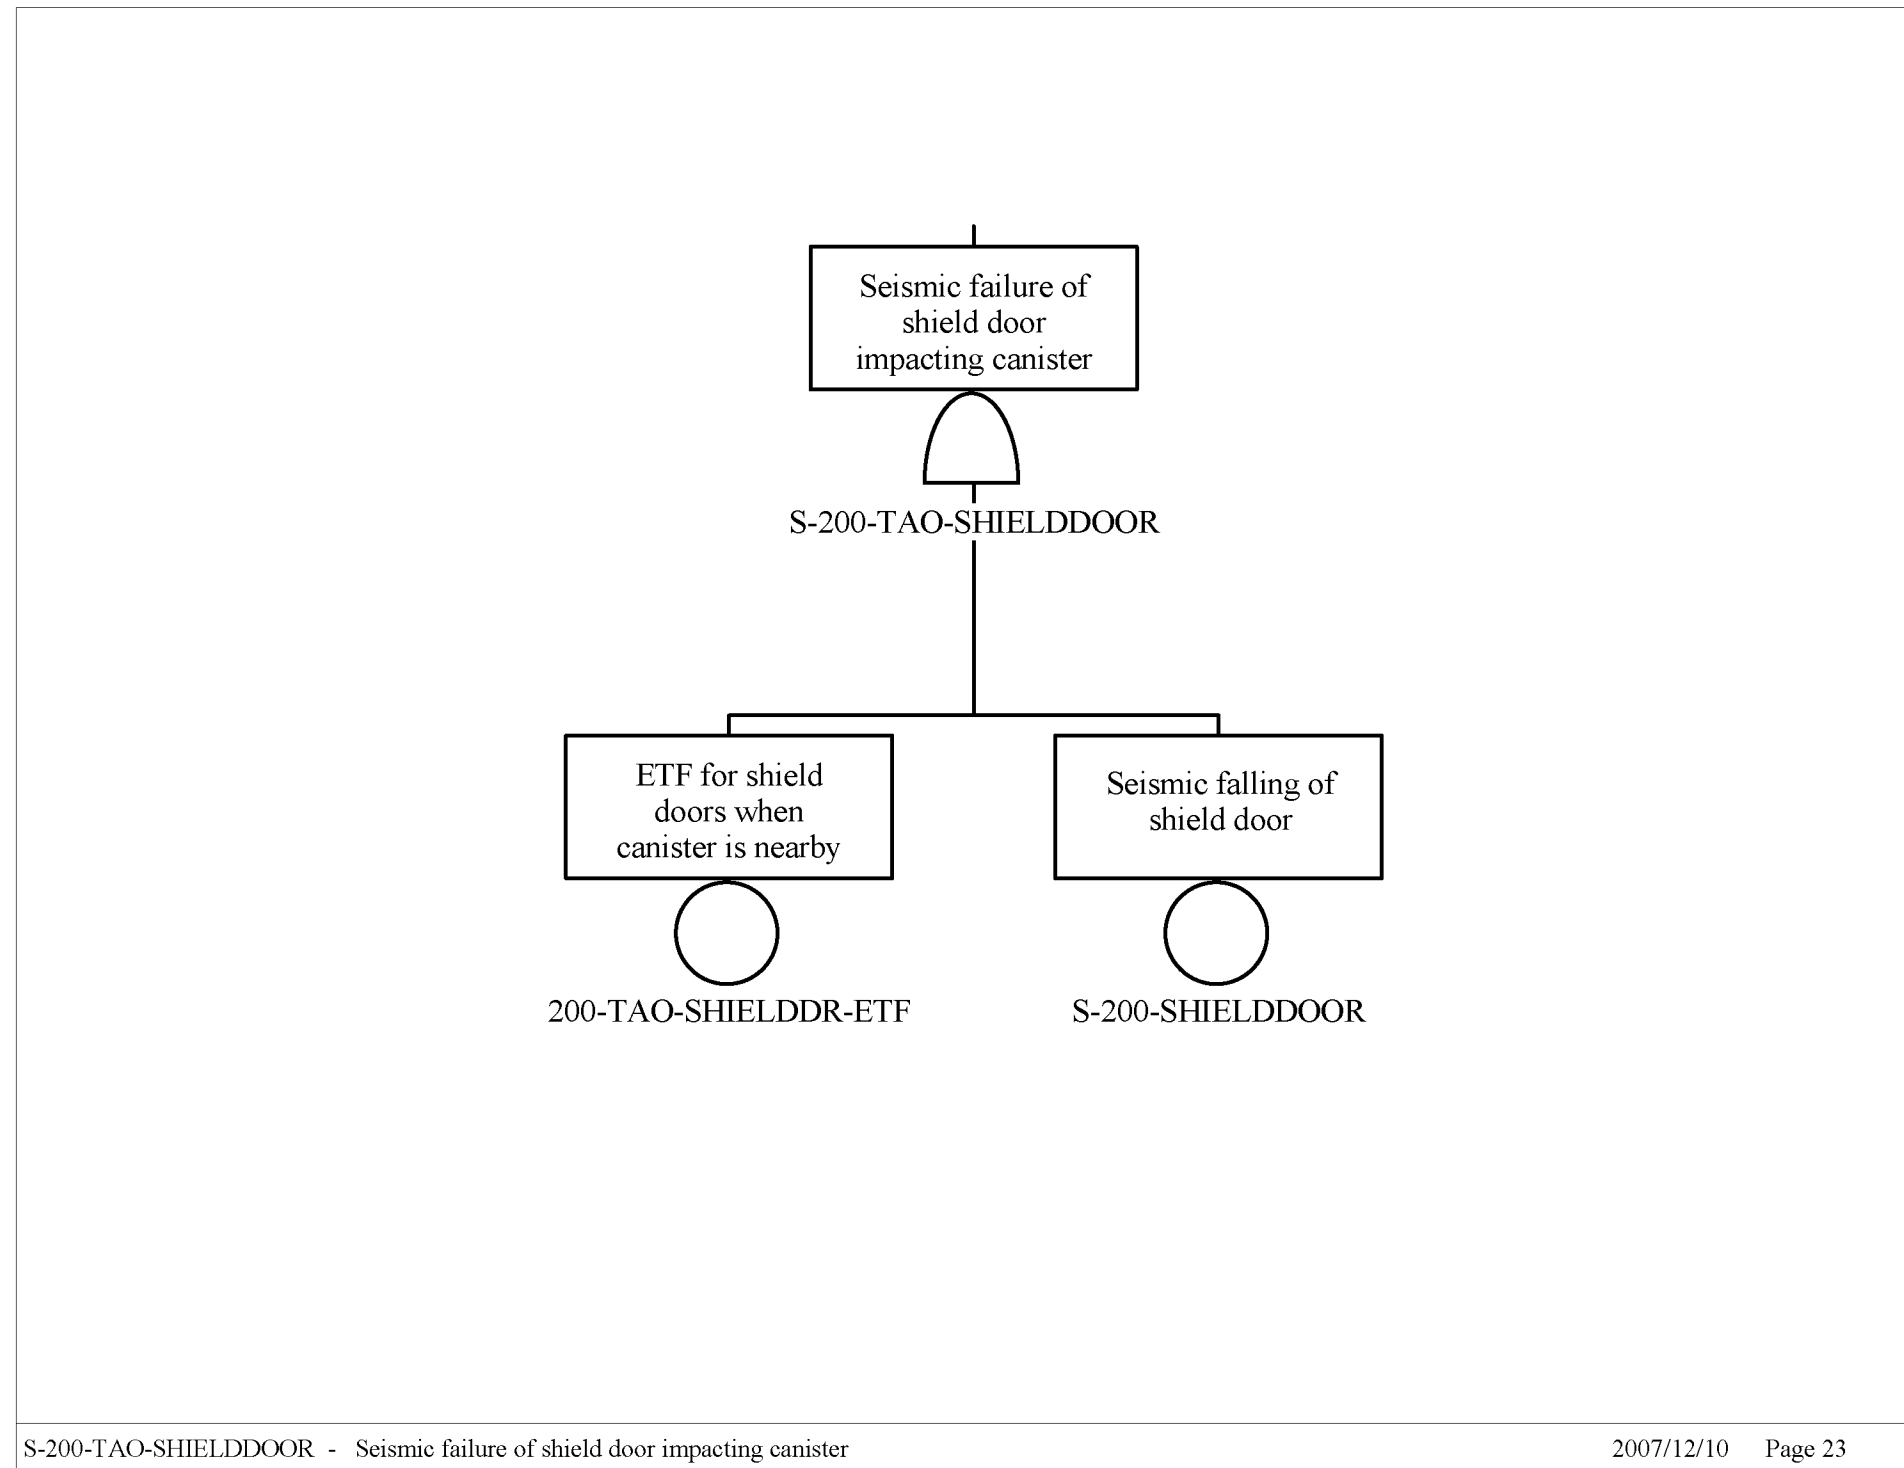 Seismic failure of
shield door
impacting canister
S-200-TAO-SHIELDDOOR
ETF for shield
doors when
canister is nearby
200-TAO-SHIELDDR-ETF
Seismic falling of
shield door
S-200-SHIELDDOOR
S-200-TAO-SHIELDDOOR - Seismic failure of shield door impacting canister
2007/12/10 Page 23